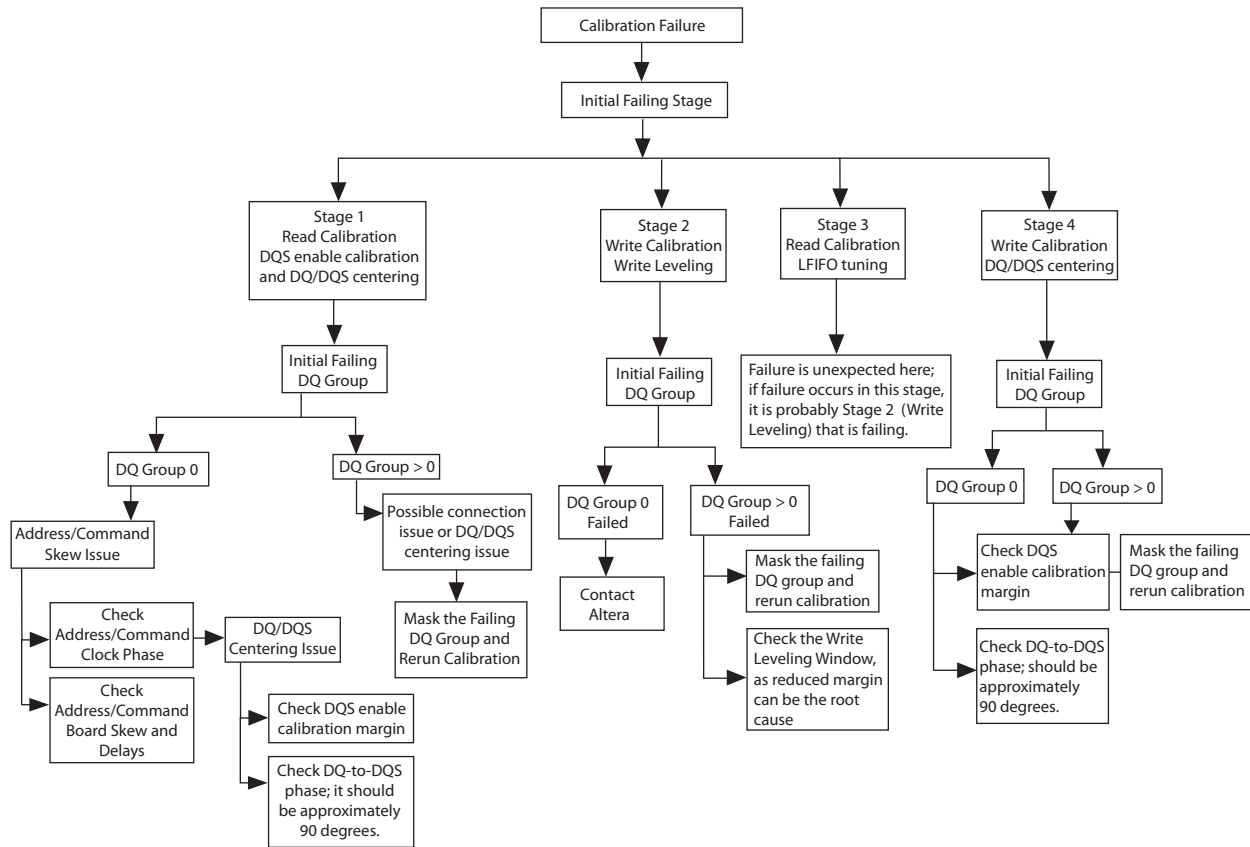 Calibration Failure
Initial Failing Stage
Stage 1
Read Calibration
DQS enable calibration
and DQ/DQS centering
Initial Failing
DQ Group
DQ Group 0
Address/Command
Skew Issue
Check
Address/Command
Clock Phase
Check
Address/Command
Board Skew and
Delays
DQ/DQS
Centering Issue
Check DQS enable
calibration margin
Check DQ-to-DQS
phase; it should
be approximately
90 degrees.
DQ Group > 0
Possible connection
issue or DQ/DQS
centering issue
Mask the Failing
DQ Group and
Rerun Calibration
Stage 2
Write Calibration
Write Leveling
Initial Failing
DQ Group
DQ Group 0
Failed
Contact
Altera
DQ Group > 0
Failed
Mask the failing
DQ group and
rerun calibration
Check the Write
Leveling Window,
as reduced margin
can be the root
cause
Stage 3
Read Calibration
LFIFO tuning
Failure is unexpected here;
if failure occurs in this stage,
it is probably Stage 2 (Write
Leveling) that is failing.
Stage 4
Write Calibration
DQ/DQS centering
Initial Failing
DQ Group
DQ Group 0
DQ Group > 0
Check DQS
enable calibration
margin
Mask the failing
DQ group and
rerun calibration
Check DQ-to-DQS
phase; should be
approximately
90 degrees.